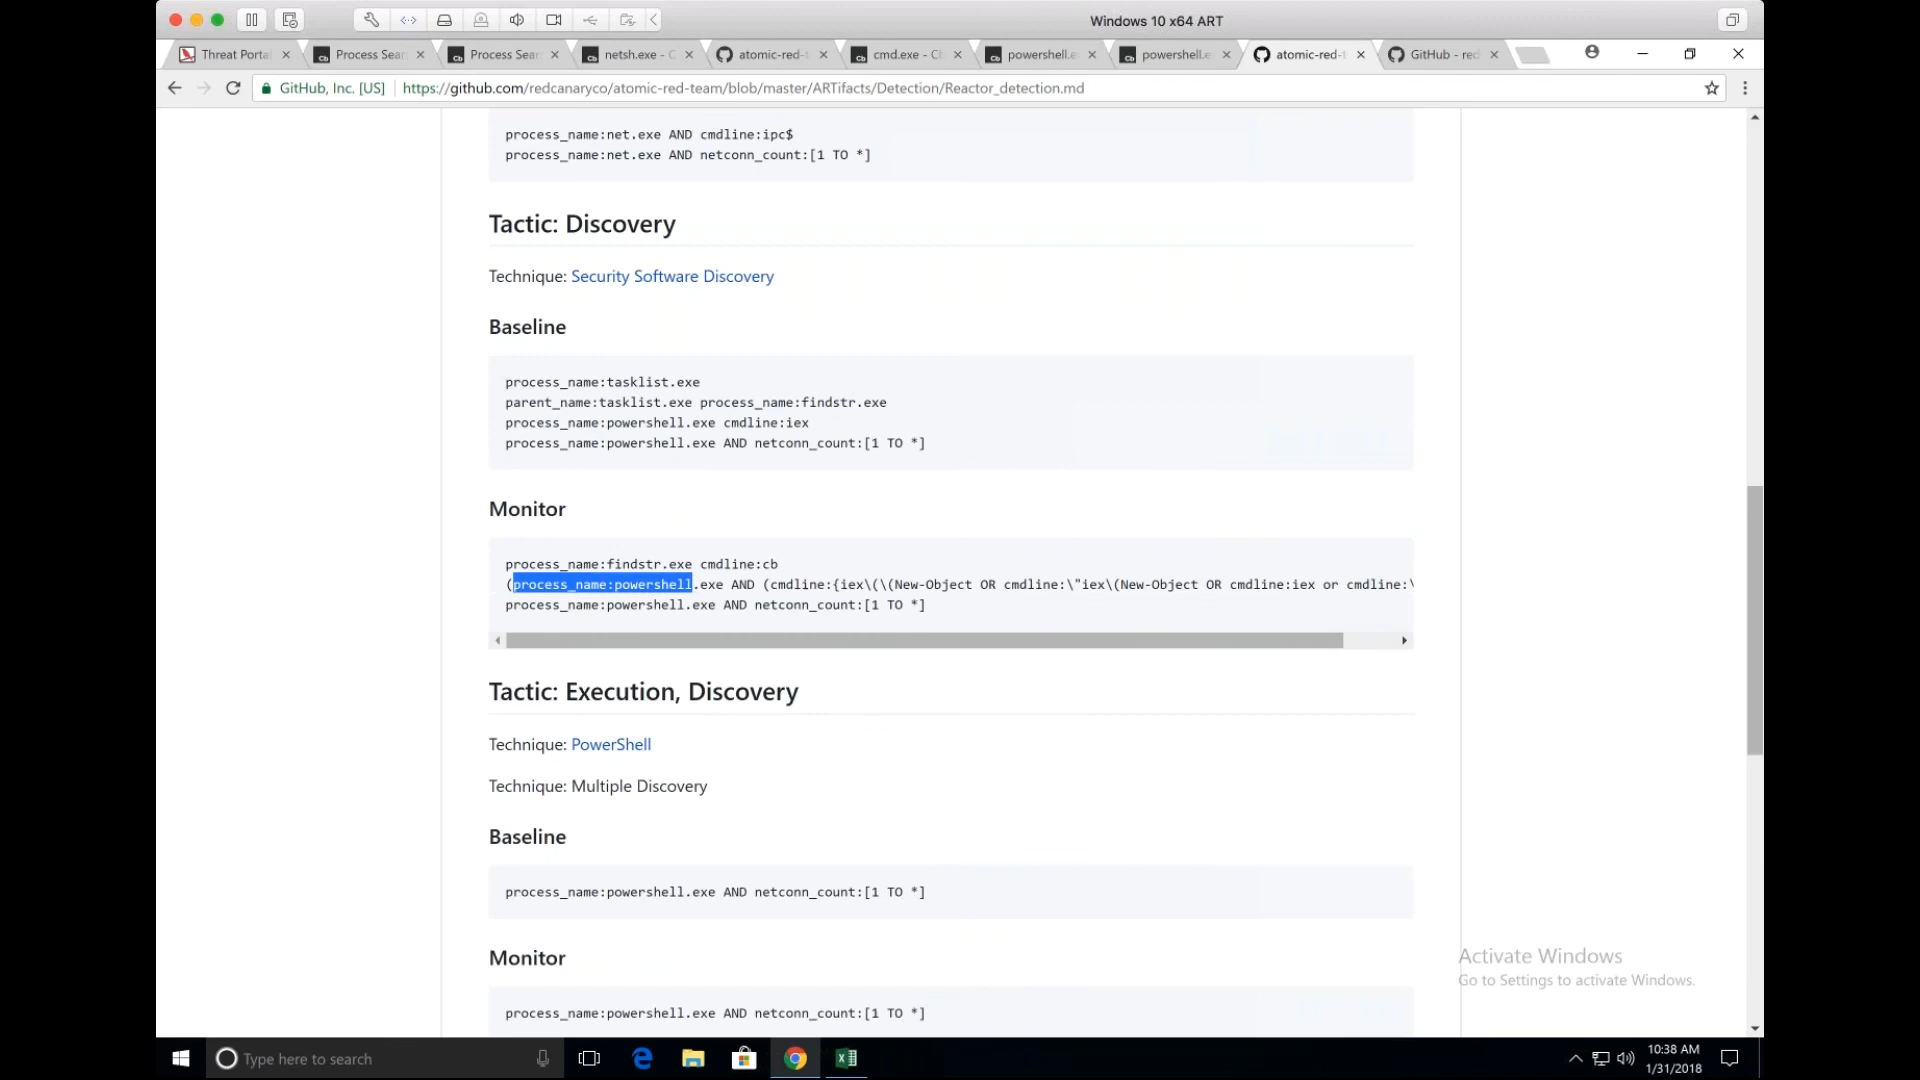 Windows 10 x64 ART
Threat Porta
Process Sear
Process Sear
netsh.exe - C
atomic-red-t
cmd.exe - Cb
powershell.e
powershell.e
atomic-red-t
GitHub - red
GitHub, Inc. [US]
https://github.com/redcanaryco/atomic-red-team/blob/master/ARTifacts/Detection/Reactor_detection.md
process_name:net.exe AND cmdline:ipc$
process_name:net.exe AND netconn_count:[1 TO *]
Tactic: Discovery
Technique: Security Software Discovery
Baseline
process_name:tasklist.exe
parent_name:tasklist.exe process_name:findstr.exe
process_name:powershell.exe cmdline:iex
process_name:powershell.exe AND netconn_count:[1 TO *]
Monitor
process_name:findstr.exe cmdline:cb
(process_name:powershell.exe AND (cmdline:{iex\(\(New-Object OR cmdline:\"iex\(New-Object OR cmdline:iex or cmdline:\
process_name:powershell.exe AND netconn_count:[1 TO *]
Tactic: Execution, Discovery
Technique: PowerShell
Technique: Multiple Discovery
Baseline
process_name:powershell.exe AND netconn_count:[1 TO *]
Monitor
process_name:powershell.exe AND netconn_count:[1 TO *]
Activate Windows
Go to Settings to activate Windows.
Type here to search
10:38 AM
1/31/2018